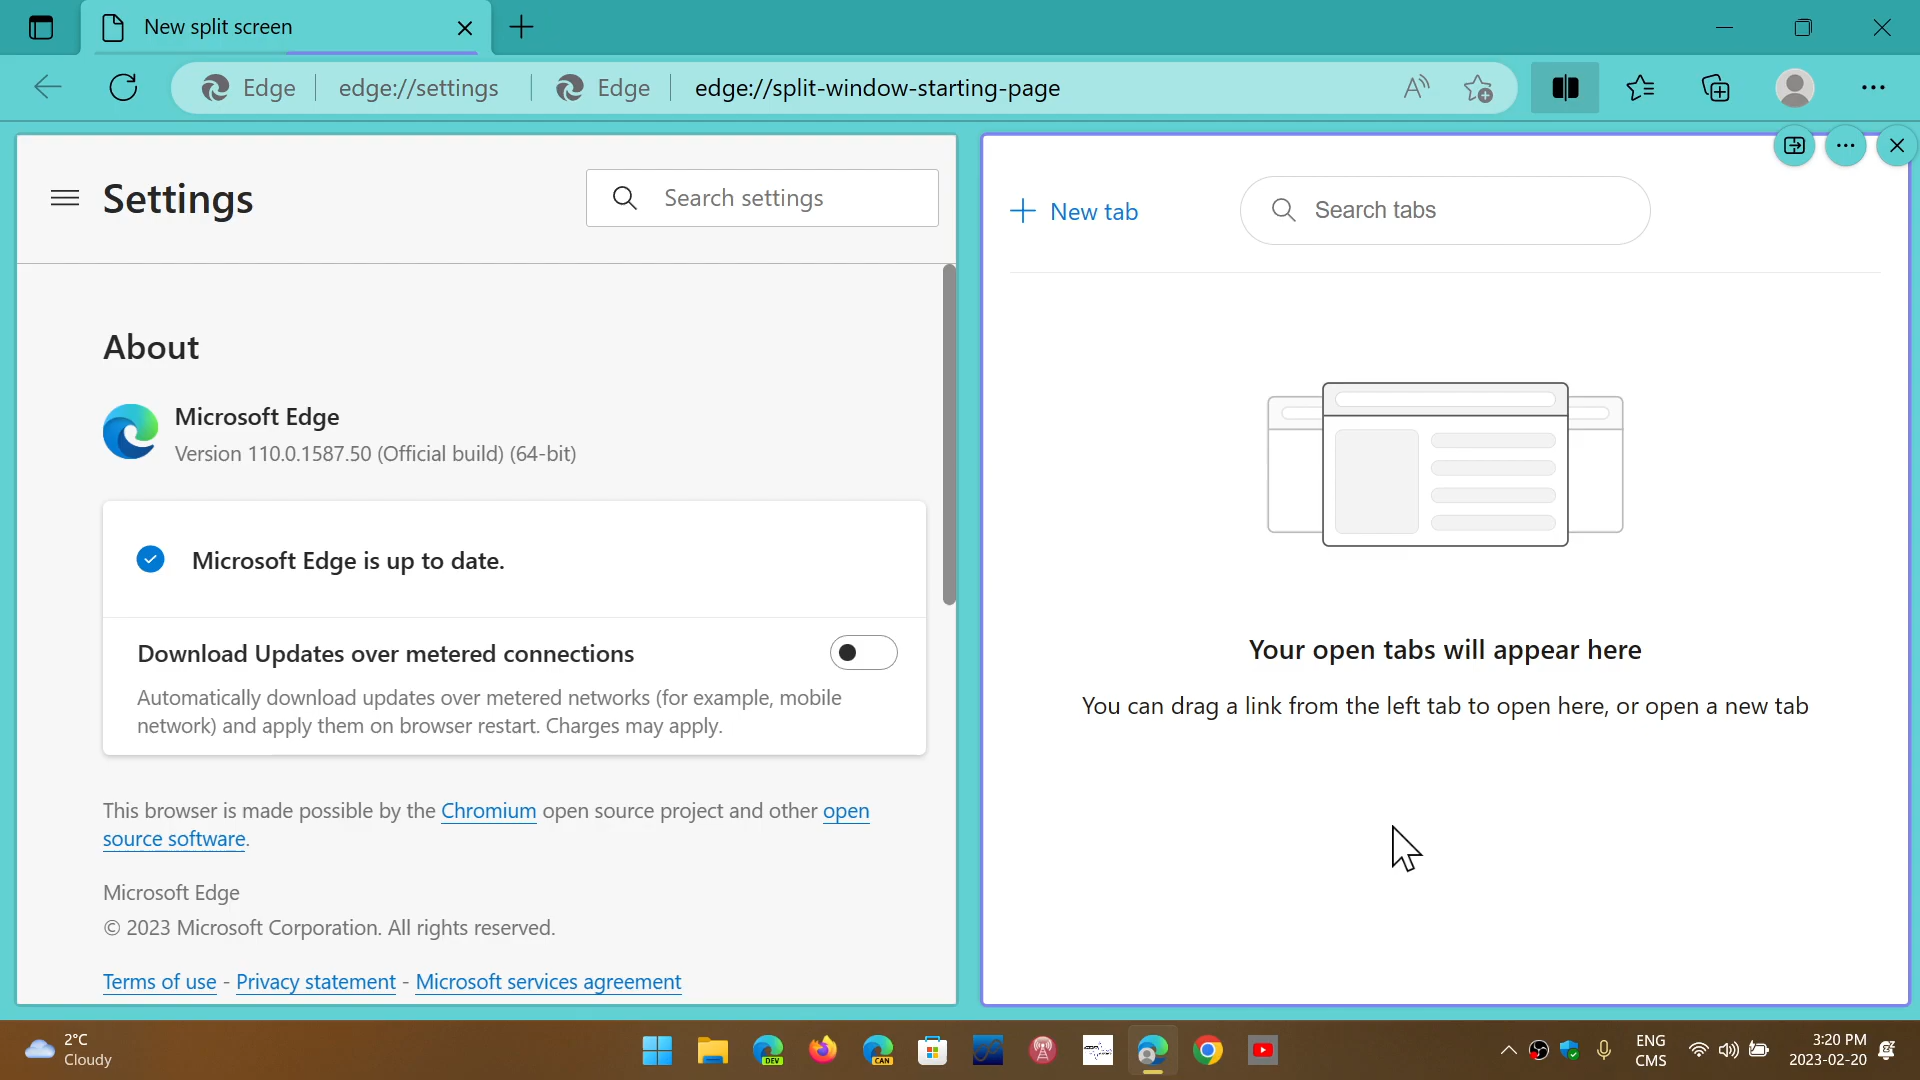 New split screen
Edge
edge://settings
Edge
edge://split-window-starting-page
Settings
Search settings
About
Microsoft Edge
Version 110.0.1587.50 (Official build) (64-bit)
Microsoft Edge is up to date.
Download Updates over metered connections
Automatically download updates over metered networks (for example, mobile
network) and apply them on browser restart. Charges may apply.
This browser is made possible by the Chromium open source project and other open
source software.
Microsoft Edge
© 2023 Microsoft Corporation. All rights reserved.
Terms of use - Privacy statement - Microsoft services agreement
New tab
Search tabs
Your open tabs will appear here
You can drag a link from the left tab to open here, or open a new tab
2°C
Cloudy
DEV
CAN
ENG
CMS
3:20 PM
2023-02-20